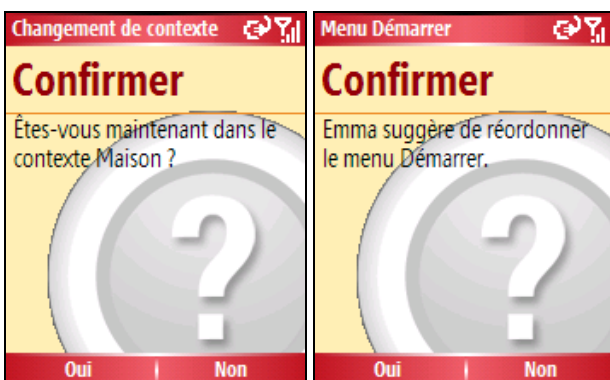 Changement de contexte
Confirmer
Êtes-vous maintenant dans le
contexte Maison ?
?
Oui
Non
Menu Démarrer
Confirmer
Emma suggère de réordonner
le menu Démarrer.
?
Oui
Non